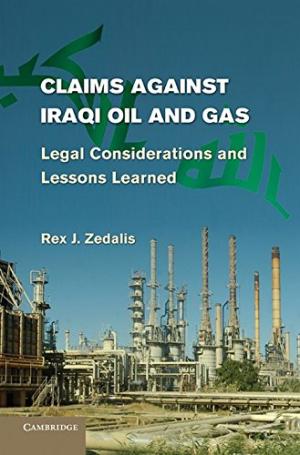 CLAIMS AGAINST
IRAQI OIL AND GAS
Legal Considerations and
Lessons Learned
Rex J. Zedalis
CAMBRIDGE